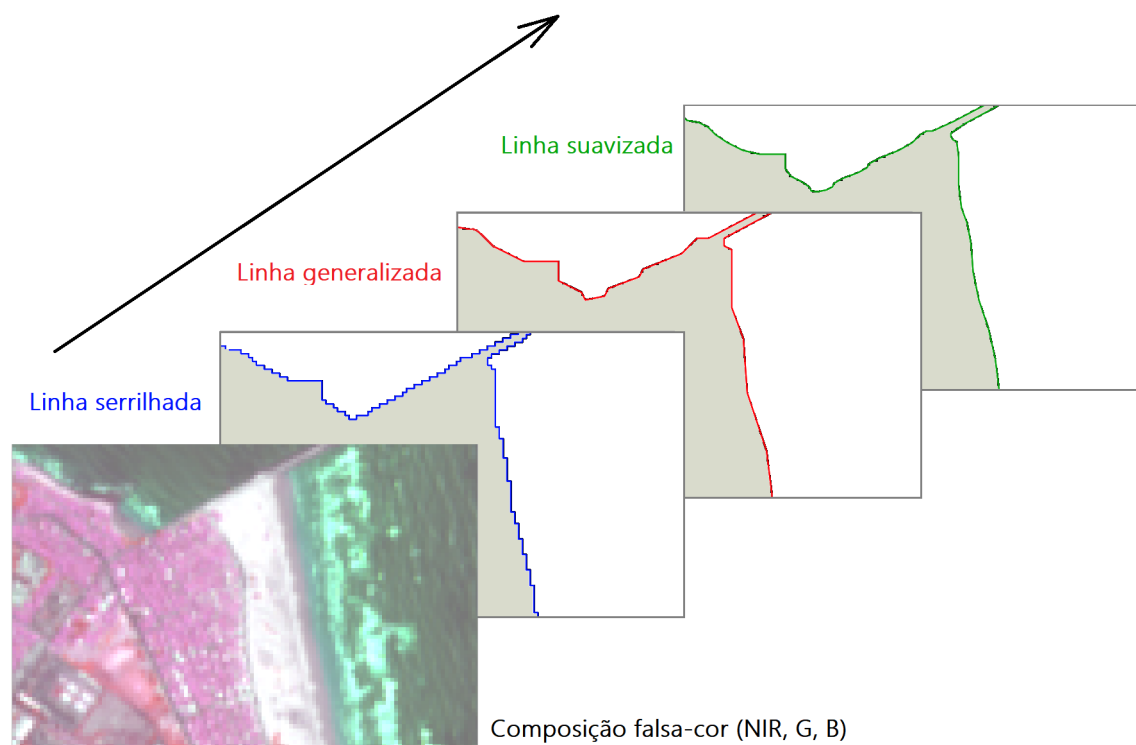 Linha suavizada
Linha generalizada
Linha serrilhada
Composição falsa-cor (NIR, G, B)